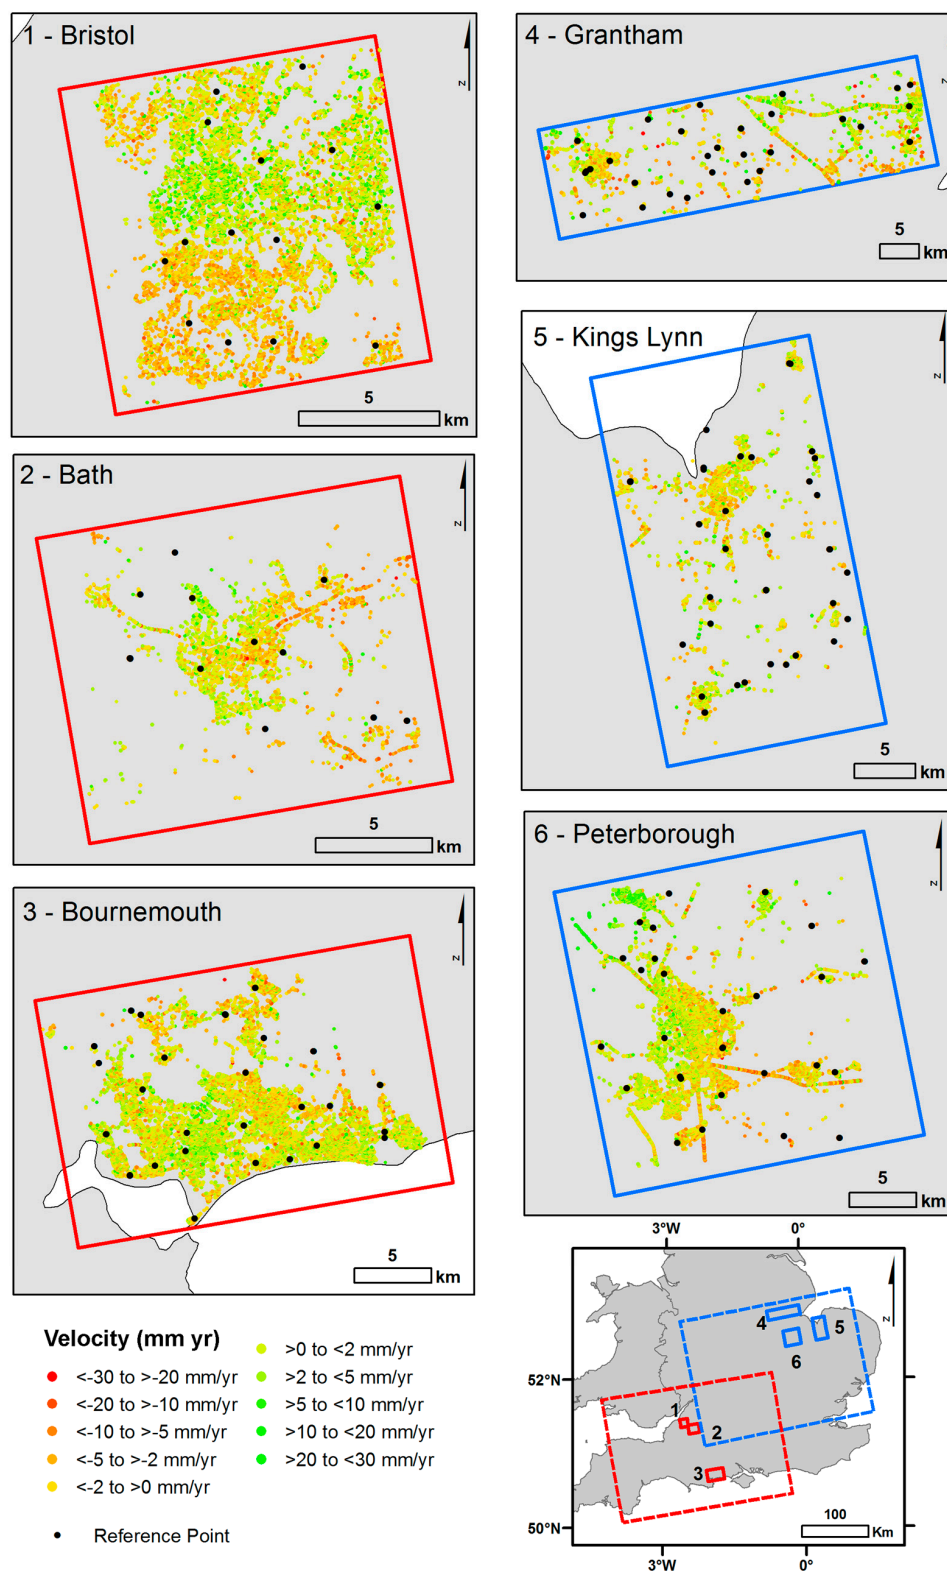 1 - Bristol
z
5
km
4 - Grantham
z
5
km
2 - Bath
z
5
km
5 - Kings Lynn
z
5
km
3 - Bournemouth
z
5
km
6 - Peterborough
z
5
km
Velocity (mm yr)
<-30 to >-20 mm/yr
<-20 to >-10 mm/yr
<-10 to >-5 mm/yr
<-5 to >-2 mm/yr
<-2 to >0 mm/yr
>0 to <2 mm/yr
>2 to <5 mm/yr
>5 to <10 mm/yr
>10 to <20 mm/yr
>20 to <30 mm/yr
Reference Point
3°W 0°
z
4
5
6
52°N
1
2
3
100
Km
50°N
3°W 0°